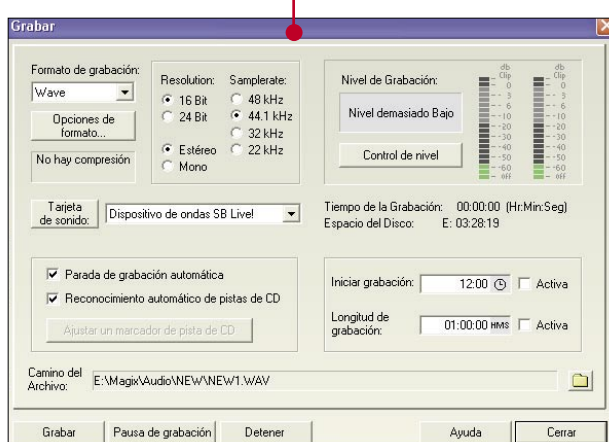 Grabar
Formato de grabación:
Wave
Opciones de
formato...
No hay compresión
Resolution:
16 Bit
24 Bit
Estéreo
Mono
Samplerate:
48 kHz
44.1 kHz
32 kHz
22 kHz
Nivel de Grabación:
Nivel demasiado Bajo
Control de nivel
db
Clip
0
-3
-6
-10
-20
-30
-40
-50
-60
off
db
Clip
0
-3
-6
-10
-20
-30
-40
-50
-60
off
Tarjeta
de sonido:
Dispositivo de ondas SB Live!
Tiempo de la Grabación: 00:00:00 (Hr:Min:Seg)
Espacio del Disco: E: 03:28:19
Parada de grabación automática
Reconocimiento automático de pistas de CD
Ajustar un marcador de pista de CD
Iniciar grabación: 12:00 Activa
Longitud de
grabación: 01:00:00 HMS Activa
Camino del
Archivo: E:\Magix\Audio\NEW\NEW1.WAV
Grabar Pausa de grabación Detener Ayuda Cerrar